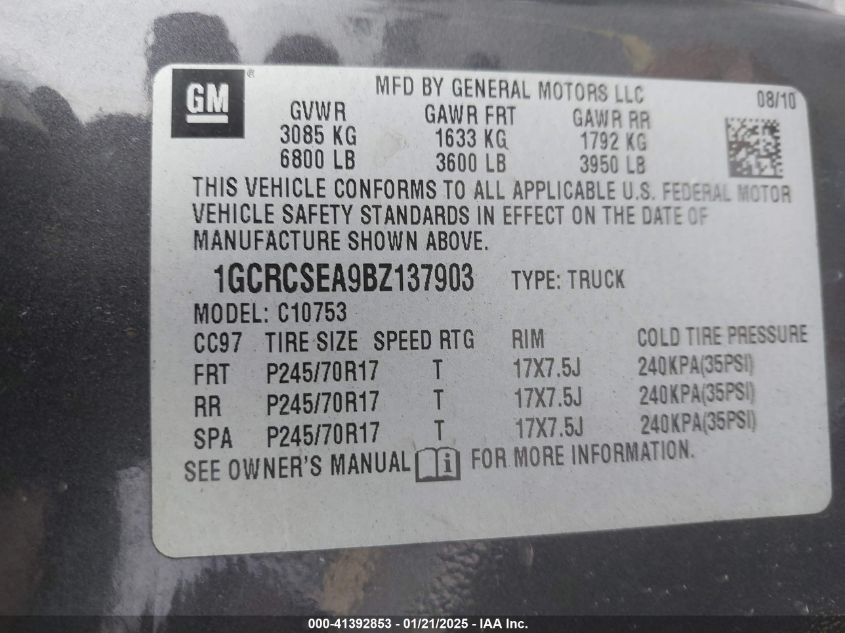 GM
®
MFD BY GENERAL MOTORS LLC
08/10
GVWR GAWR FRT GAWR RR
3085 KG 1633 KG 1792 KG
6800 LB 3600 LB 3950 LB
THIS VEHICLE CONFORMS TO ALL APPLICABLE U.S. FEDERAL MOTOR
VEHICLE SAFETY STANDARDS IN EFFECT ON THE DATE OF
MANUFACTURE SHOWN ABOVE.
1GCRCSEA9BZ137903 TYPE: TRUCK
MODEL: C10753
CC97 TIRE SIZE SPEED RTG RIM COLD TIRE PRESSURE
FRT P245/70R17 T 17X7.5J 240KPA(35PSI)
RR P245/70R17 T 17X7.5J 240KPA(35PSI)
SPA P245/70R17 T 17X7.5J 240KPA(35PSI)
SEE OWNER'S MANUAL i FOR MORE INFORMATION.
000-41392853 / 01/21/2025 - IAA Inc.